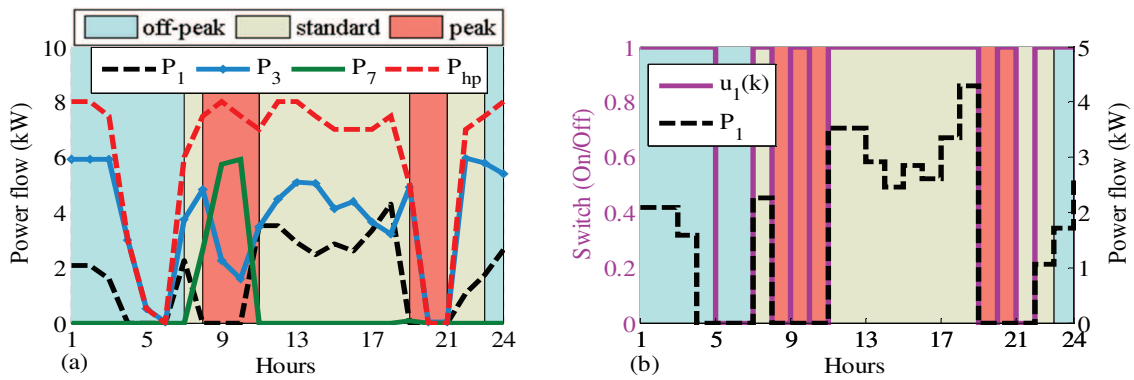 off-peak standard peak
10
8
6
4
2
0
Power flow (kW)
P1 P3 P7 Php
1 5 9 13 17 21 24
Hours
(a)
1
0.8
0.6
0.4
0.2
0
Switch (On/Off)
u1(k)
P1
5
4
3
2
1
0
Power flow (kW)
1 5 9 13 17 21 24
Hours
(b)